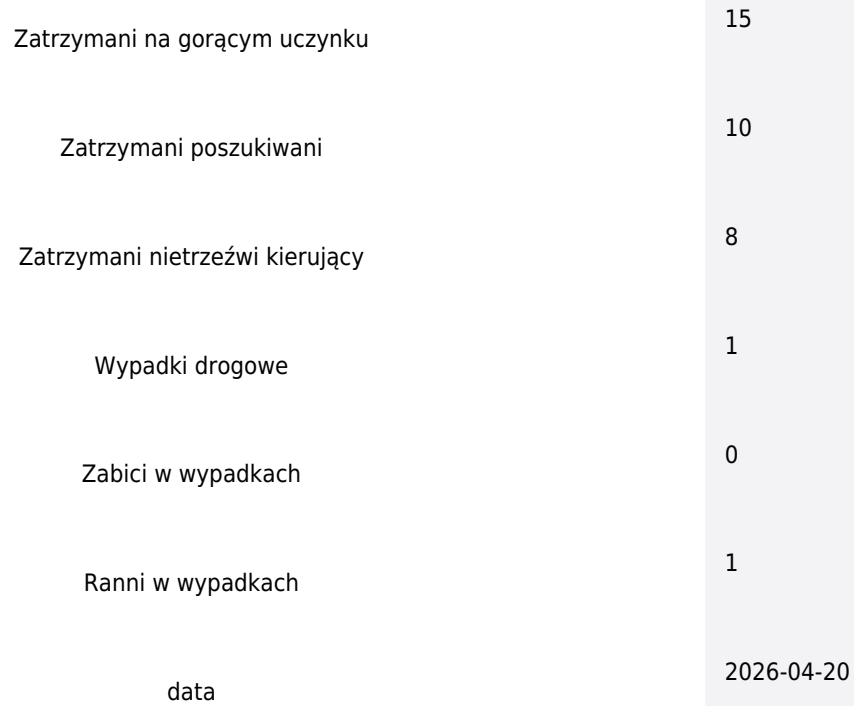 Zatrzymani na gorącym uczynku 15
Zatrzymani poszukiwani 10
Zatrzymani nietrzeźwi kierujący 8
Wypadki drogowe 1
Zabici w wypadkach 0
Ranni w wypadkach 1
data 2026-04-20